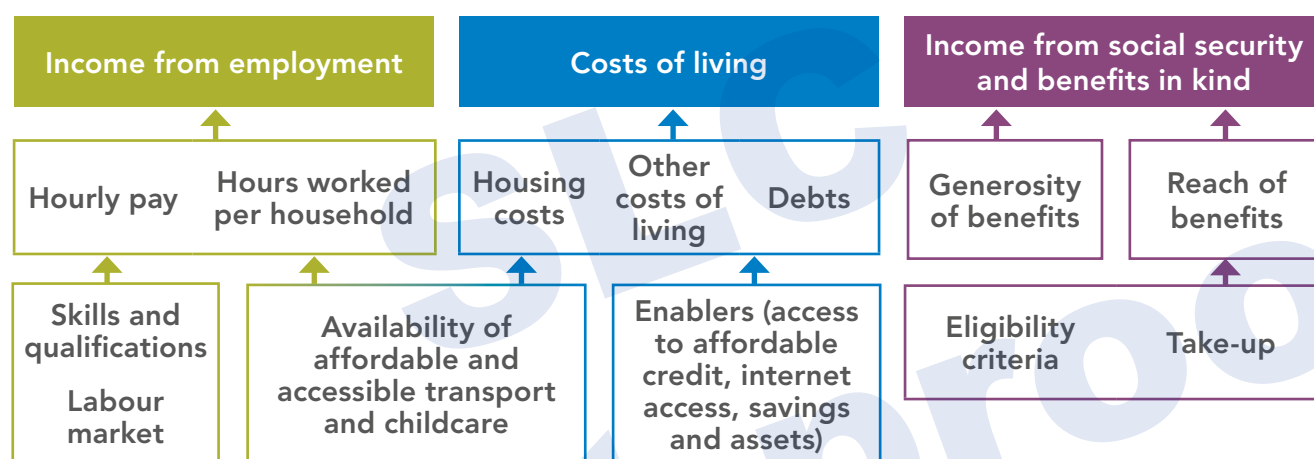 Income from employment
Costs of living
Income from social security
and benefits in kind
Hourly pay
Hours worked
per household
Housing
costs
Other
costs of
living
Debts
Generosity
of benefits
Reach of
benefits
Skills and
qualifications
Labour
market
Availability of
affordable and
accessible transport
and childcare
Enablers (access
to affordable
credit, internet
access, savings
and assets)
Eligibility
criteria
Take-up
SLC
proo